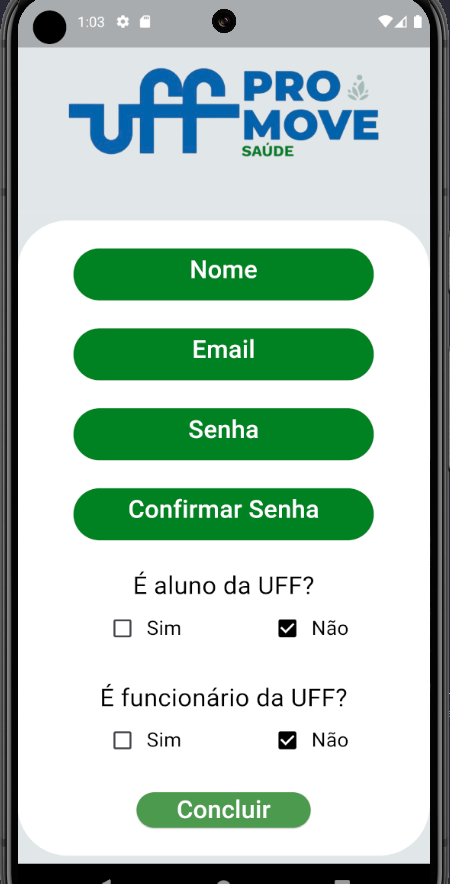 1:03
uff PRO
MOVE
SAÚDE
Nome
Email
Senha
Confirmar Senha
É aluno da UFF?
Sim Não
É funcionário da UFF?
Sim Não
Concluir